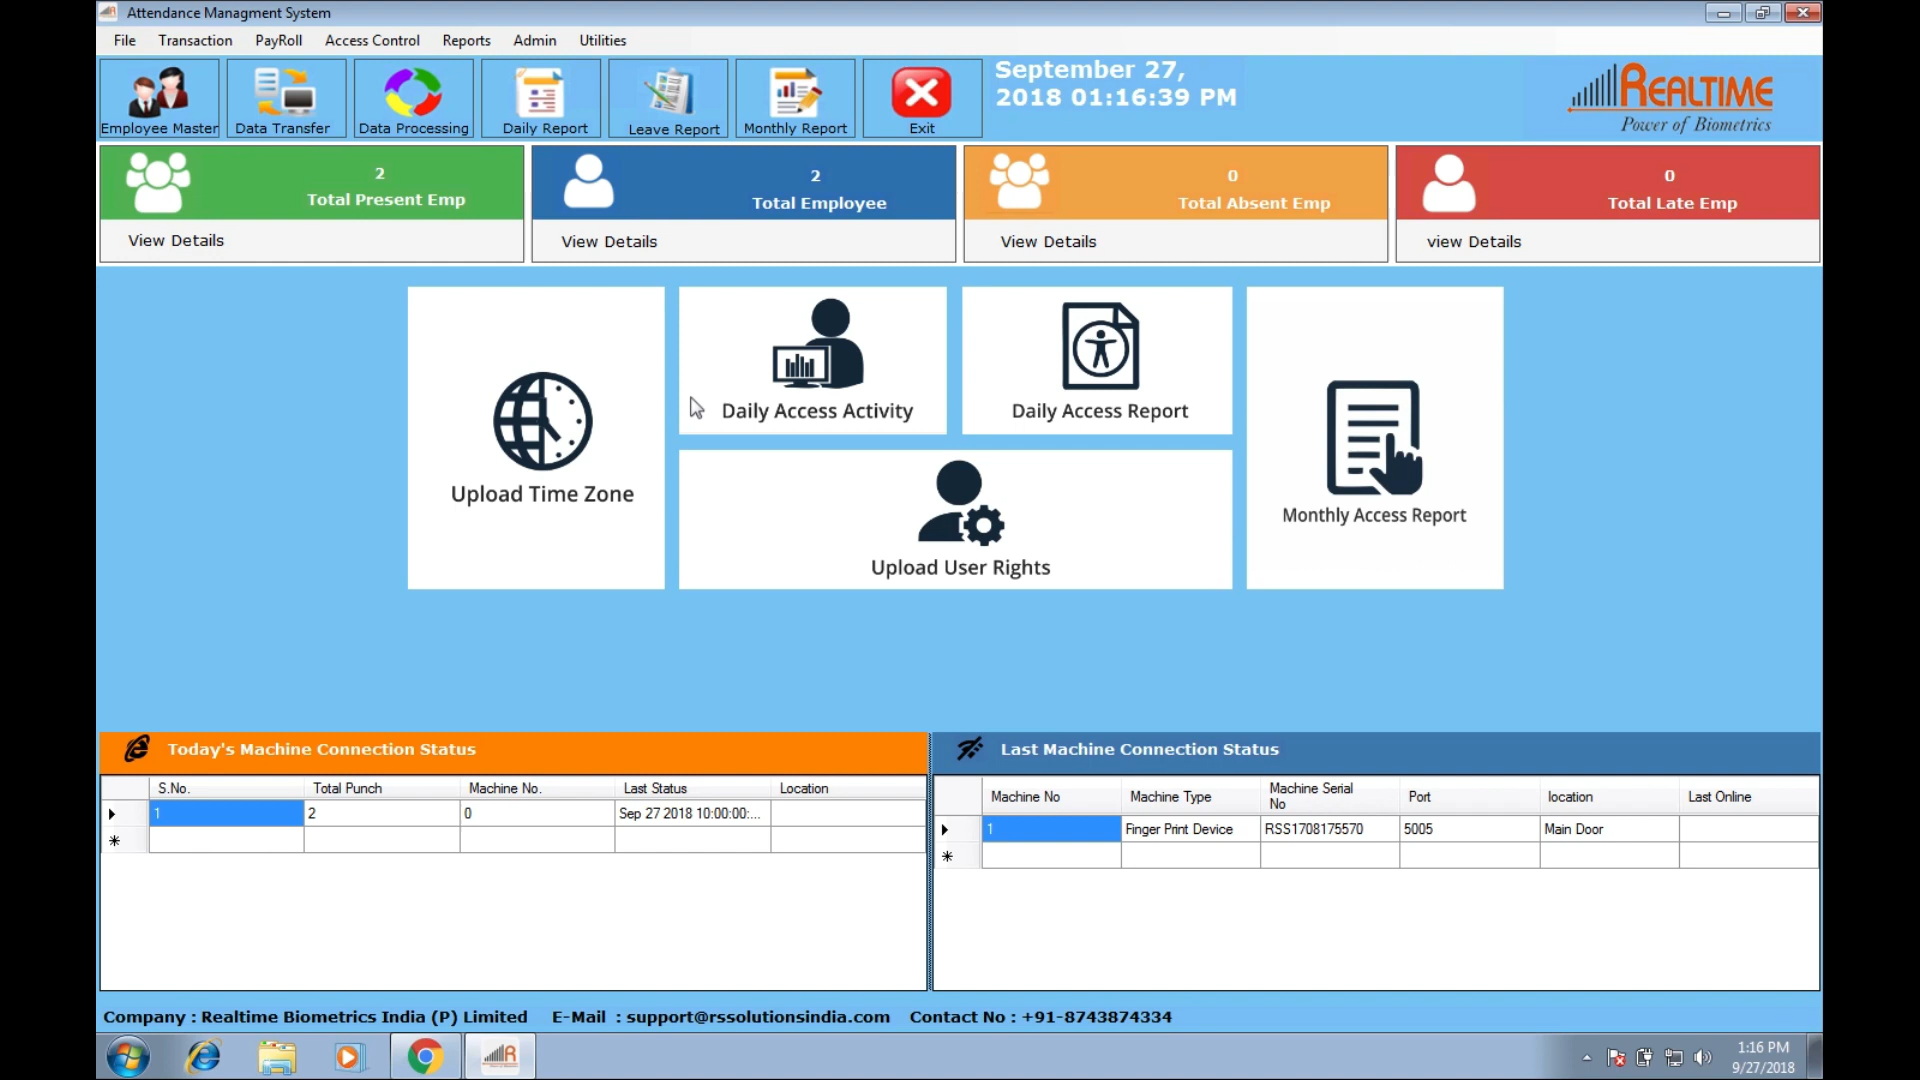 Attendance Managment System
File Transaction PayRoll Access Control Reports Admin Utilities
Employee Master Data Transfer Data Processing Daily Report Leave Report Monthly Report Exit
September 27,
2018 01:16:39 PM
REALTIME
Power of Biometrics
2
Total Present Emp
View Details
2
Total Employee
View Details
0
Total Absent Emp
View Details
0
Total Late Emp
view Details
Upload Time Zone
Daily Access Activity
Daily Access Report
Upload User Rights
Monthly Access Report
Today's Machine Connection Status
S.No. Total Punch Machine No. Last Status Location
1 2 0 Sep 27 2018 10:00:00:...
Last Machine Connection Status
Machine No Machine Type Machine Serial No Port location Last Online
1 Finger Print Device RSS1708175570 5005 Main Door
Company : Realtime Biometrics India (P) Limited E-Mail : support@rssolutionsindia.com Contact No : +91-8743874334
1:16 PM
9/27/2018